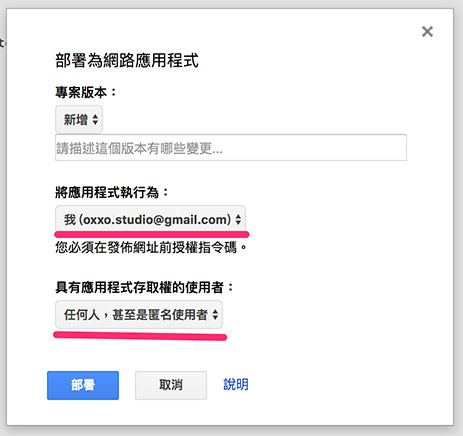 部署為網路應用程式
專案版本：
新增
請描述這個版本有哪些變更...
將應用程式執行為：
我 (oxxo.studio@gmail.com)
您必須在發佈網址前授權指令碼。
具有應用程式存取權的使用者：
任何人，甚至是匿名使用者
部署 取消 說明